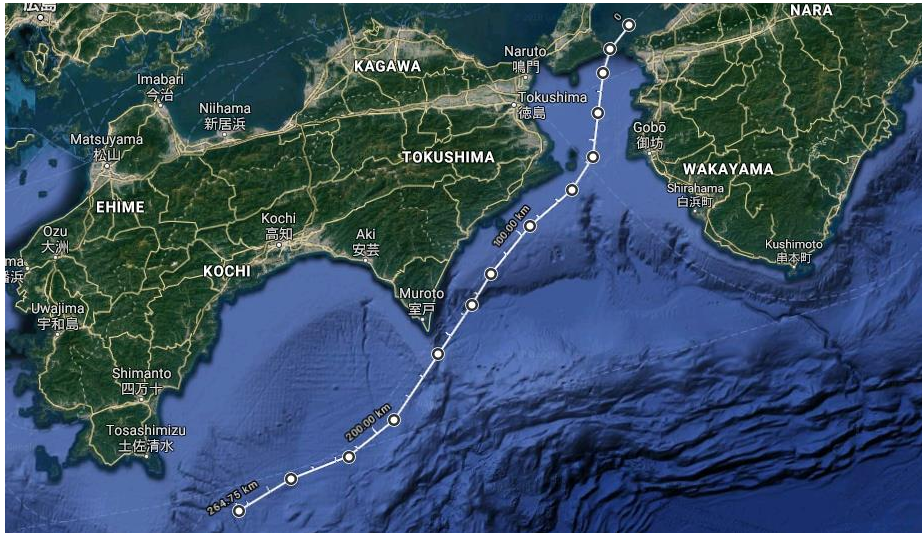 広島
NARA
KAGAWA
Naruto
鳴門
Imabari
今治
Niihama
新居浜
Tokushima
徳島
Matsuyama
松山
Gobō
御坊
TOKUSHIMA
WAKAYAMA
Shirahama
白浜町
EHIME
Kochi
高知
Ozu
大洲
Aki
安芸
100.00 km
Kushimoto
串本町
KOCHI
Muroto
室戸
Uwajima
宇和島
Shimanto
四万十
200.00 km
Tosashimizu
土佐清水
264.75 km